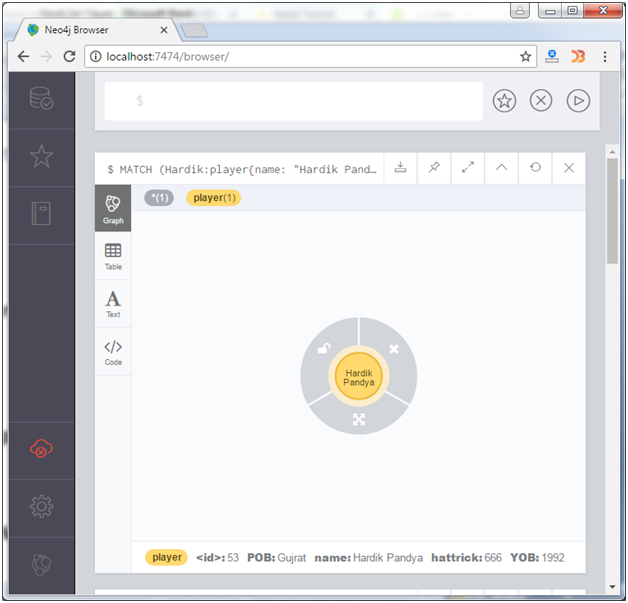 Neo4j Browser
localhost:7474/browser/
$
$ MATCH (Hardik:player{name: "Hardik Pand…
*(1) player(1)
Graph
Table
A
Text
</>
Code
Hardik
Pandya
player <id>: 53 POB: Gujrat name: Hardik Pandya hattrick: 666 YOB: 1992